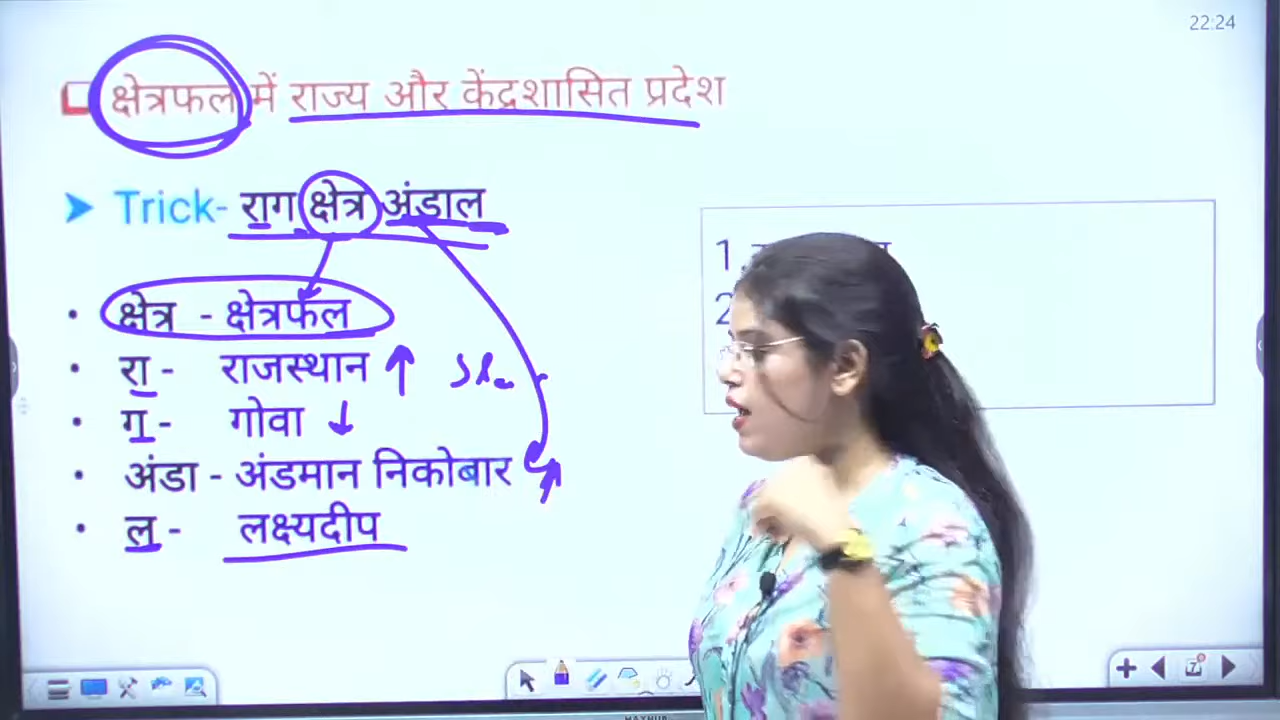 22:24
क्षेत्रफल में राज्य और केंद्रशासित प्रदेश
Trick- राग क्षेत्र अंडाल
• क्षेत्र - क्षेत्रफल
• रा - राजस्थान
• ग - गोवा
• अंडा - अंडमान निकोबार
• ल - लक्ष्यदीप
1
2